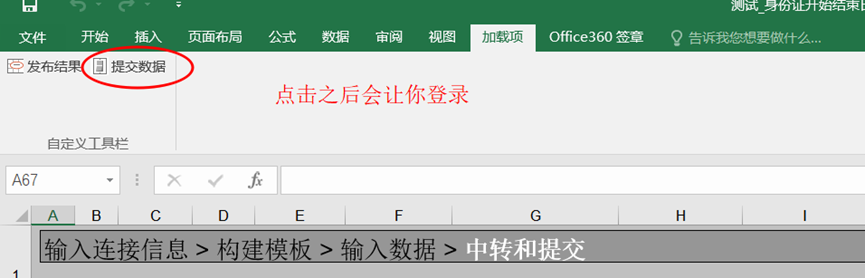 测试_身份证开始结束日
文件 开始 插入 页面布局 公式 数据 审阅 视图 加载项 Office360 签章 告诉我您想要做什么...
发布结果 提交数据
点击之后会让你登录
自定义工具栏
A67 fx
A B C D E F G H I
输入连接信息 > 构建模板 > 输入数据 > 中转和提交
1